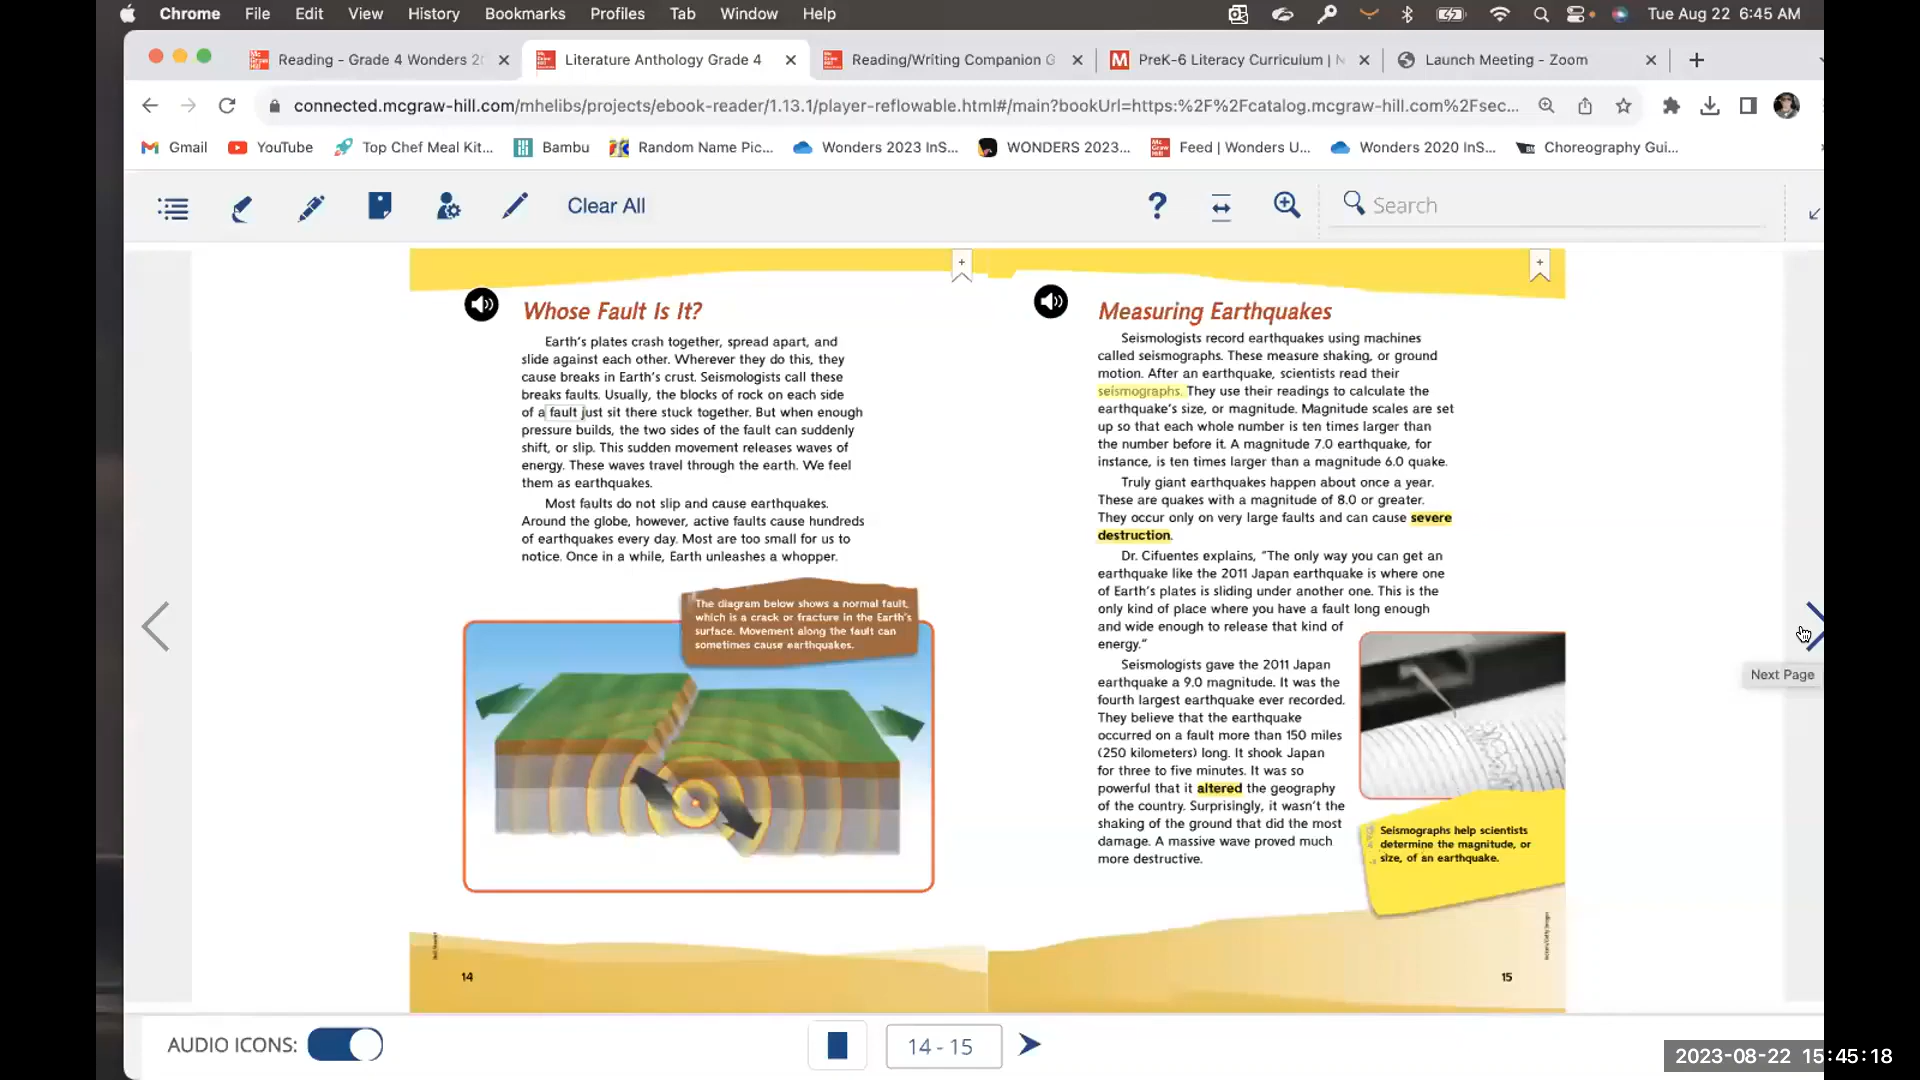 Chrome File Edit View History Bookmarks Profiles Tab Window Help Tue Aug 22 6:45 AM
Reading - Grade 4 Wonders 20 Literature Anthology Grade 4 Reading/Writing Companion G PreK-6 Literacy Curriculum | N Launch Meeting - Zoom
connected.mcgraw-hill.com/mhelibs/projects/ebook-reader/1.13.1/player-reflowable.html#/main?bookUrl=https:%2F%2Fcatalog.mcgraw-hill.com%2Fsec...
Gmail YouTube Top Chef Meal Kit... Bambu Random Name Pic... Wonders 2023 InS... WONDERS 2023... Feed | Wonders U... Wonders 2020 InS... Choreography Gui...
Clear All Search
Whose Fault Is It?
Earth's plates crash together, spread apart, and
slide against each other. Wherever they do this, they
cause breaks in Earth's crust. Seismologists call these
breaks faults. Usually, the blocks of rock on each side
of a fault just sit there stuck together. But when enough
pressure builds, the two sides of the fault can suddenly
shift, or slip. This sudden movement releases waves of
energy. These waves travel through the earth. We feel
them as earthquakes.
Most faults do not slip and cause earthquakes.
Around the globe, however, active faults cause hundreds
of earthquakes every day. Most are too small for us to
notice. Once in a while, Earth unleashes a whopper.
The diagram below shows a normal fault,
which is a crack or fracture in the Earth's
surface. Movement along the fault can
sometimes cause earthquakes.
14
Measuring Earthquakes
Seismologists record earthquakes using machines
called seismographs. These measure shaking, or ground
motion. After an earthquake, scientists read their
seismographs. They use their readings to calculate the
earthquake's size, or magnitude. Magnitude scales are set
up so that each whole number is ten times larger than
the number before it. A magnitude 7.0 earthquake, for
instance, is ten times larger than a magnitude 6.0 quake.
Truly giant earthquakes happen about once a year.
These are quakes with a magnitude of 8.0 or greater.
They occur only on very large faults and can cause severe
destruction.
Dr. Cifuentes explains, "The only way you can get an
earthquake like the 2011 Japan earthquake is where one
of Earth's plates is sliding under another one. This is the
only kind of place where you have a fault long enough
and wide enough to release that kind of
energy."
Seismologists gave the 2011 Japan
earthquake a 9.0 magnitude. It was the
fourth largest earthquake ever recorded.
They believe that the earthquake
occurred on a fault more than 150 miles
(250 kilometers) long. It shook Japan
for three to five minutes. It was so
powerful that it altered the geography
of the country. Surprisingly, it wasn't the
shaking of the ground that did the most
damage. A massive wave proved much
more destructive.
Seismographs help scientists
determine the magnitude, or
size, of an earthquake.
15
Next Page
AUDIO ICONS: 14 - 15
2023-08-22 15:45:18